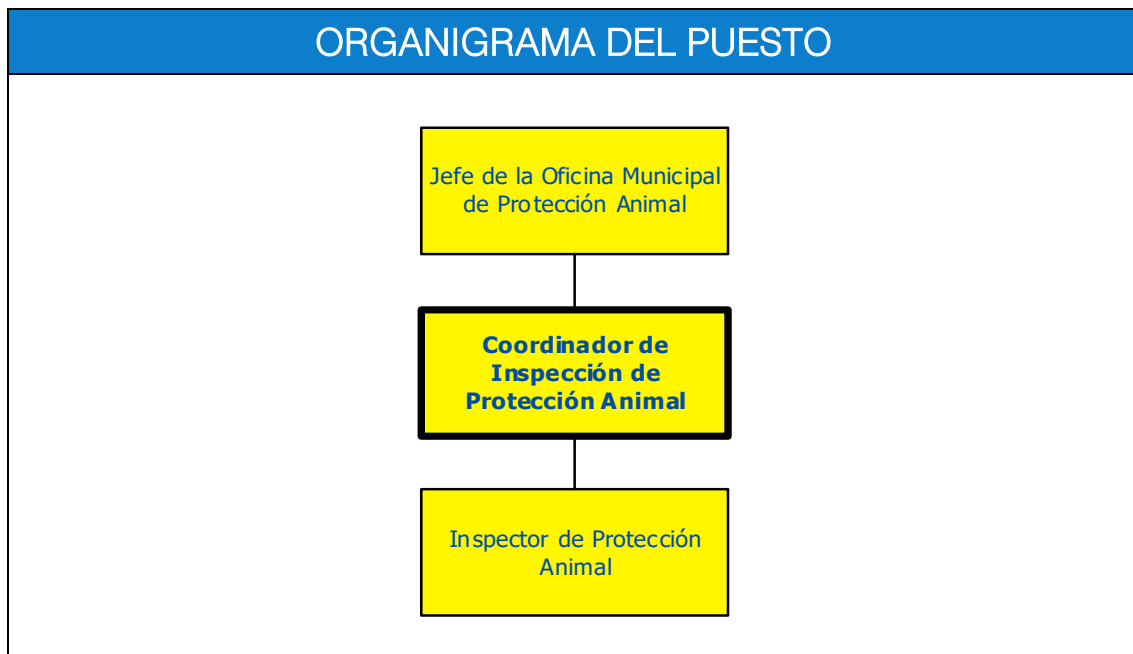 ORGANIGRAMA DEL PUESTO
Jefe de la Oficina Municipal
de Protección Animal
Coordinador de
Inspección de
Protección Animal
Inspector de Protección
Animal